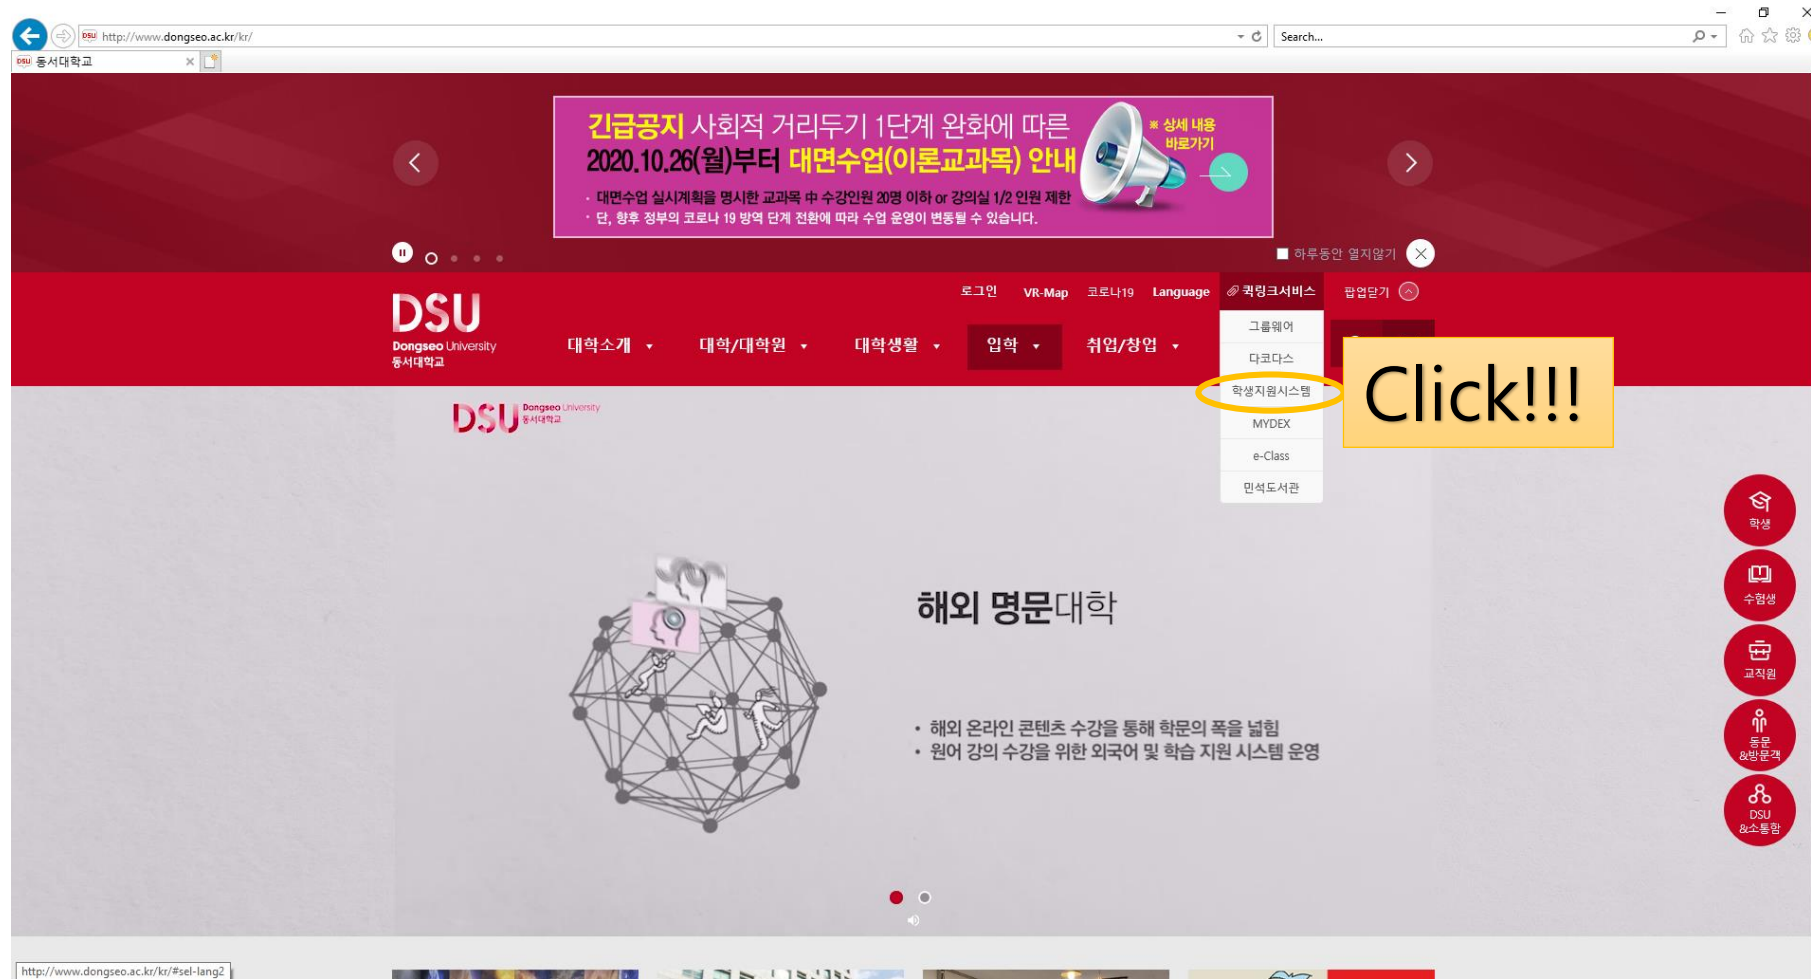 http://www.dongseo.ac.kr/kr/
Search...
동서대학교
긴급공지 사회적 거리두기 1단계 완화에 따른
2020.10.26(월)부터 대면수업(이론교과목) 안내
· 대면수업 실시계획을 명시한 교과목 中 수강인원 20명 이하 or 강의실 1/2 인원 제한
· 단, 향후 정부의 코로나 19 방역 단계 전환에 따라 수업 운영이 변동될 수 있습니다.
※ 상세 내용
바로가기
하루동안 열지않기
로그인 VR-Map 코로나19 Language 퀵링크서비스 팝업닫기
DSU
Dongseo University
동서대학교
대학소개 대학/대학원 대학생활 입학 취업/창업
그룹웨어
다코다스
학생지원시스템
MYDEX
e-Class
민석도서관
Click!!!
DSU Dongseo University
동서대학교
해외 명문대학
• 해외 온라인 콘텐츠 수강을 통해 학문의 폭을 넓힘
• 원어 강의 수강을 위한 외국어 및 학습 지원 시스템 운영
학생
수험생
교직원
동문
&방문객
DSU
&소통함
http://www.dongseo.ac.kr/kr/#sel-lang2